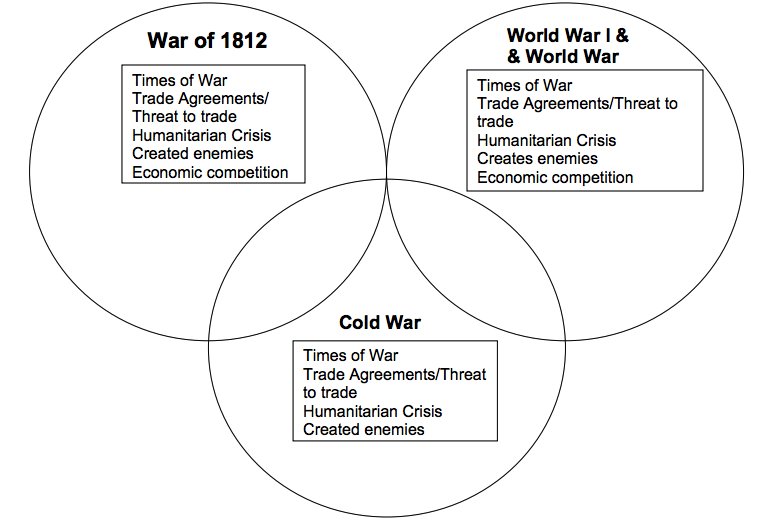 War of 1812
Times of War
Trade Agreements/
Threat to trade
Humanitarian Crisis
Created enemies
Economic competition
World War I &
& World War
Times of War
Trade Agreements/Threat to
trade
Humanitarian Crisis
Creates enemies
Economic competition
Cold War
Times of War
Trade Agreements/Threat
to trade
Humanitarian Crisis
Created enemies